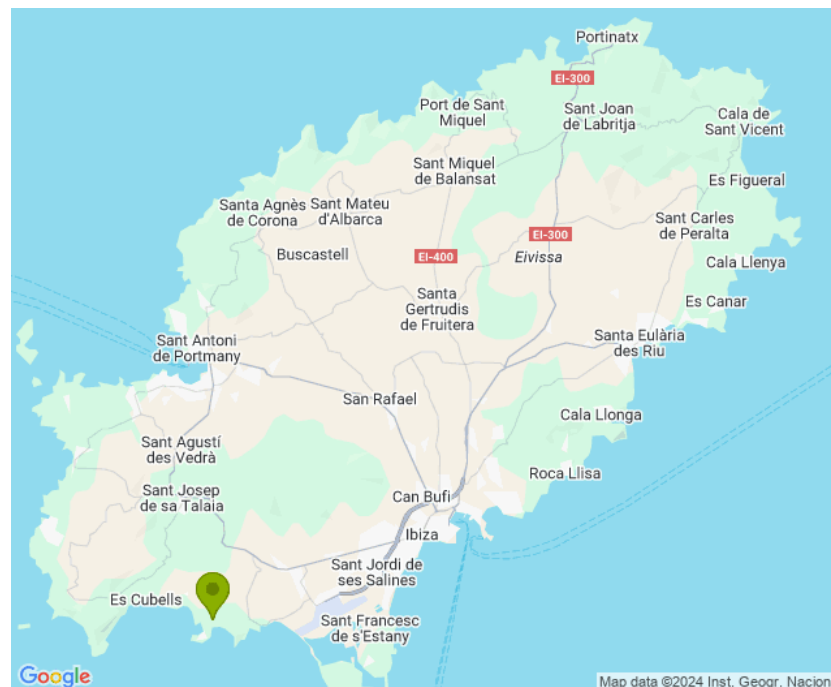 Portinatx
EI-300
Port de Sant
Miquel
Sant Joan
de Labritja
Cala de
Sant Vicent
Sant Miquel
de Balansat
Es Figueral
Santa Agnès
de Corona
Sant Mateu
d'Albarca
Sant Carles
de Peralta
EI-300
Buscastell
EI-400
Eivissa
Cala Llenya
Santa
Gertrudis
de Fruitera
Es Canar
Sant Antoni
de Portmany
Santa Eulària
des Riu
San Rafael
Cala Llonga
Sant Agustí
des Vedrà
Roca Llisa
Sant Josep
de sa Talaia
Can Bufi
Ibiza
Sant Jordi de
ses Salines
Es Cubells
Sant Francesc
de s'Estany
Google
Map data ©2024 Inst. Geogr. Nacion